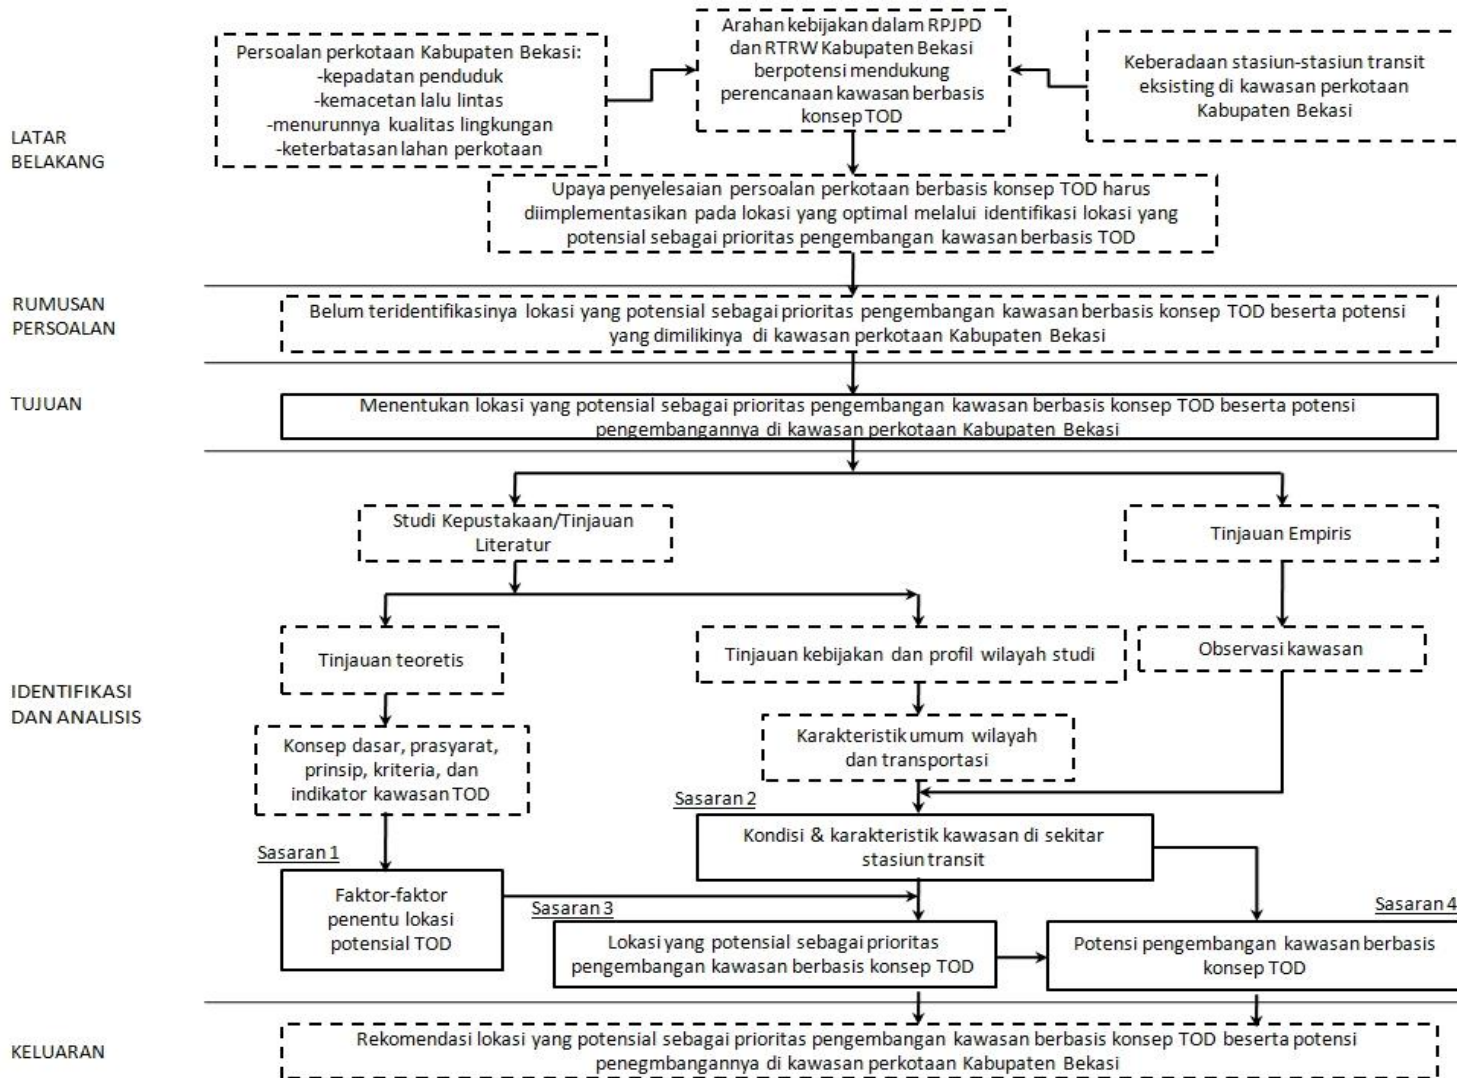 LATAR
BELAKANG
Persoalan perkotaan Kabupaten Bekasi:
-kepadatan penduduk
-kemacetan lalu lintas
-menurunnya kualitas lingkungan
-keterbatasan lahan perkotaan
Arahan kebijakan dalam RPJPD
dan RTRW Kabupaten Bekasi
berpotensi mendukung
perencanaan kawasan berbasis
konsep TOD
Keberadaan stasiun-stasiun transit
eksisting di kawasan perkotaan
Kabupaten Bekasi
Upaya penyelesaian persoalan perkotaan berbasis konsep TOD harus
diimplementasikan pada lokasi yang optimal melalui identifikasi lokasi yang
potensial sebagai prioritas pengembangan kawasan berbasis TOD
RUMUSAN
PERSOALAN
Belum teridentifikasinya lokasi yang potensial sebagai prioritas pengembangan kawasan berbasis konsep TOD beserta potensi
yang dimilikinya di kawasan perkotaan Kabupaten Bekasi
TUJUAN
Menentukan lokasi yang potensial sebagai prioritas pengembangan kawasan berbasis konsep TOD beserta potensi
pengembangannya di kawasan perkotaan Kabupaten Bekasi
IDENTIFIKASI
DAN ANALISIS
Studi Kepustakaan/Tinjauan
Literatur
Tinjauan Empiris
Tinjauan teoretis
Tinjauan kebijakan dan profil wilayah studi
Observasi kawasan
Konsep dasar, prasyarat,
prinsip, kriteria, dan
indikator kawasan TOD
Karakteristik umum wilayah
dan transportasi
Sasaran 2
Kondisi & karakteristik kawasan di sekitar
stasiun transit
Sasaran 1
Faktor-faktor
penentu lokasi
potensial TOD
Sasaran 3
Lokasi yang potensial sebagai prioritas
pengembangan kawasan berbasis konsep TOD
Sasaran 4
Potensi pengembangan kawasan berbasis
konsep TOD
KELUARAN
Rekomendasi lokasi yang potensial sebagai prioritas pengembangan kawasan berbasis konsep TOD beserta potensi
penegmbangannya di kawasan perkotaan Kabupaten Bekasi